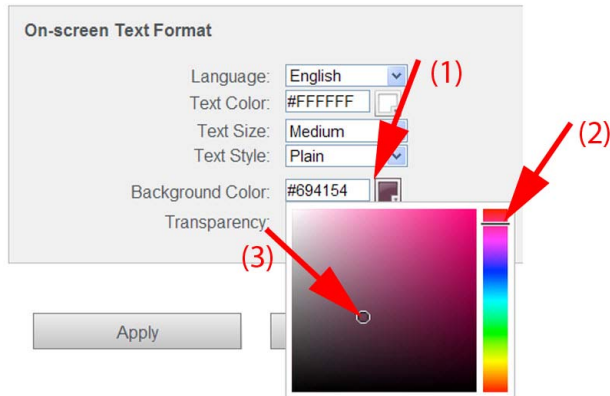 On-screen Text Format
Language: English
(1)
Text Color: #FFFFFF
Text Size: Medium
(2)
Text Style: Plain
Background Color: #694154
Transparency:
(3)
Apply